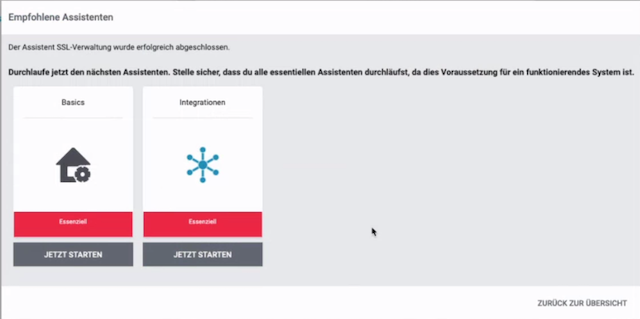 Empfohlene Assistenten
Der Assistent SSL-Verwaltung wurde erfolgreich abgeschlossen.
Durchlaufe jetzt den nächsten Assistenten. Stelle sicher, dass du alle essentiellen Assistenten durchläufst, da dies Voraussetzung für ein funktionierendes System ist.
Basics
Integrationen
Essenziell
Essenziell
JETZT STARTEN
JETZT STARTEN
ZURÜCK ZUR ÜBERSICHT